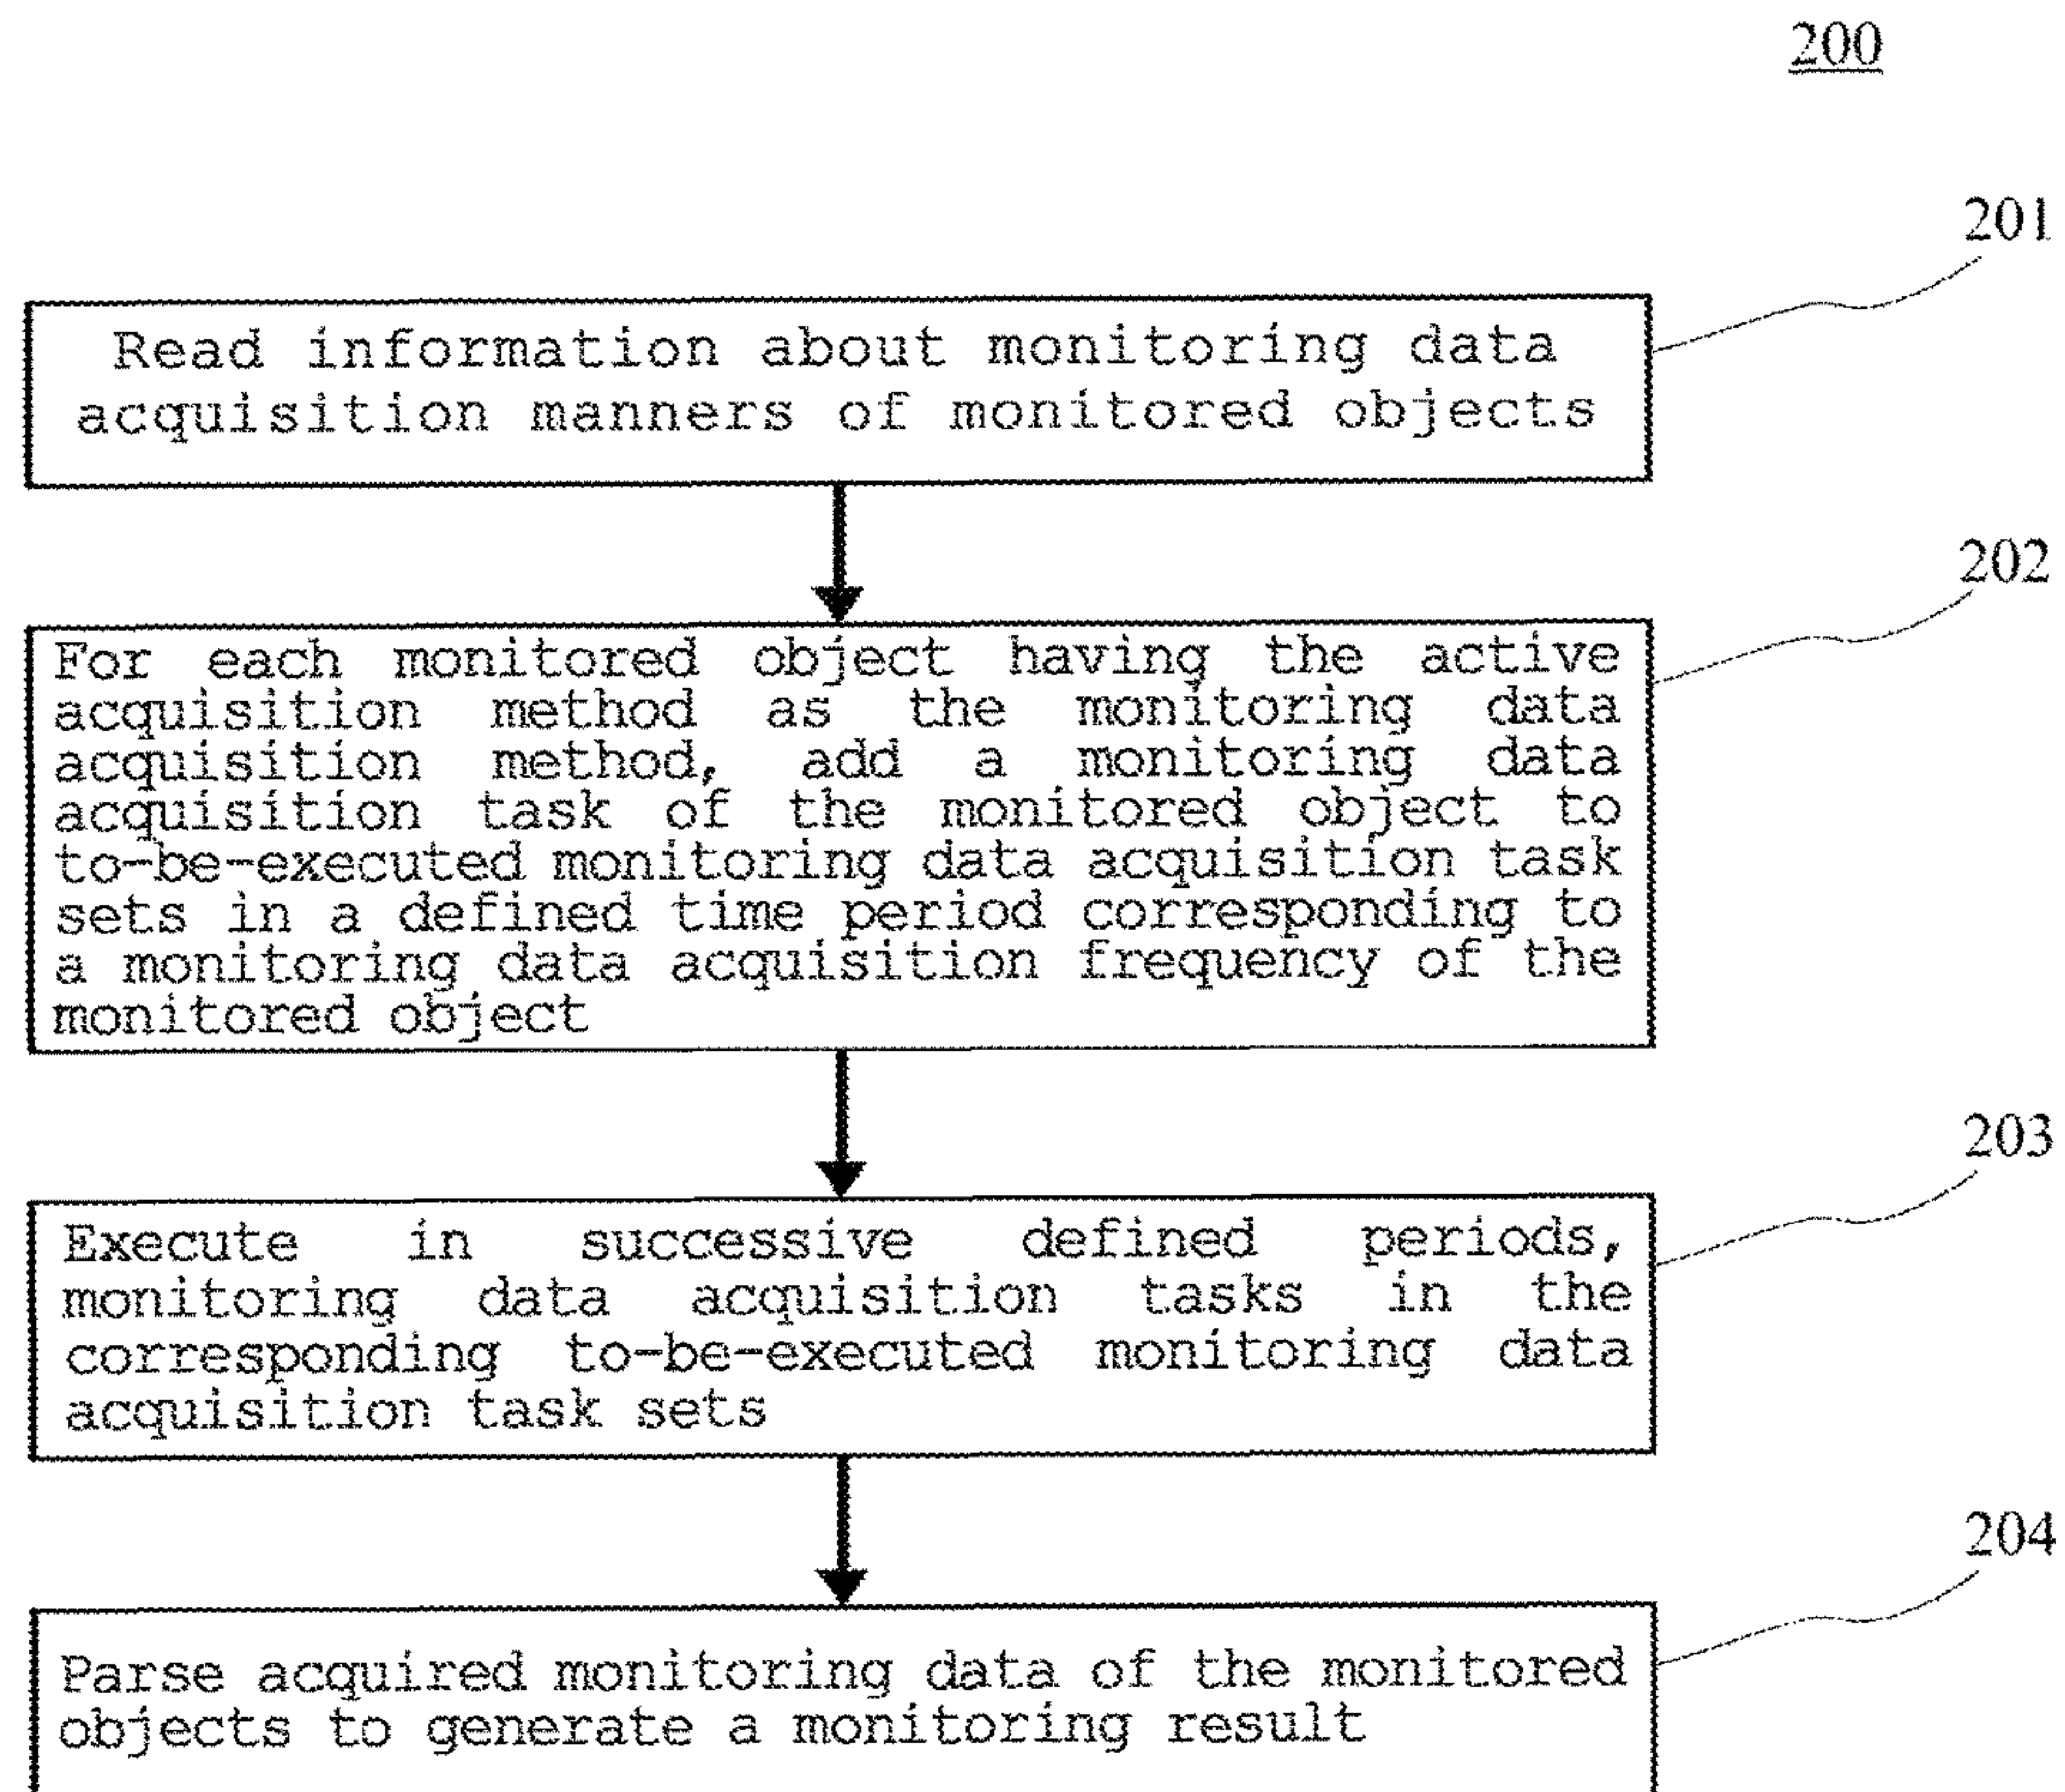 200
201
Read information about monitoring data
acquisition manners of monitored objects
202
For each monitored object having the active
acquisition method as the monitoring data
acquisition method, add a monitoring data
acquisition task of the monitored object to
to-be-executed monitoring data acquisition task
sets in a defined time period corresponding to
a monitoring data acquisition frequency of the
monitored object
203
Execute in successive defined periods,
monitoring data acquisition tasks in the
corresponding to-be-executed monitoring data
acquisition task sets
204
Parse acquired monitoring data of the monitored
objects to generate a monitoring result